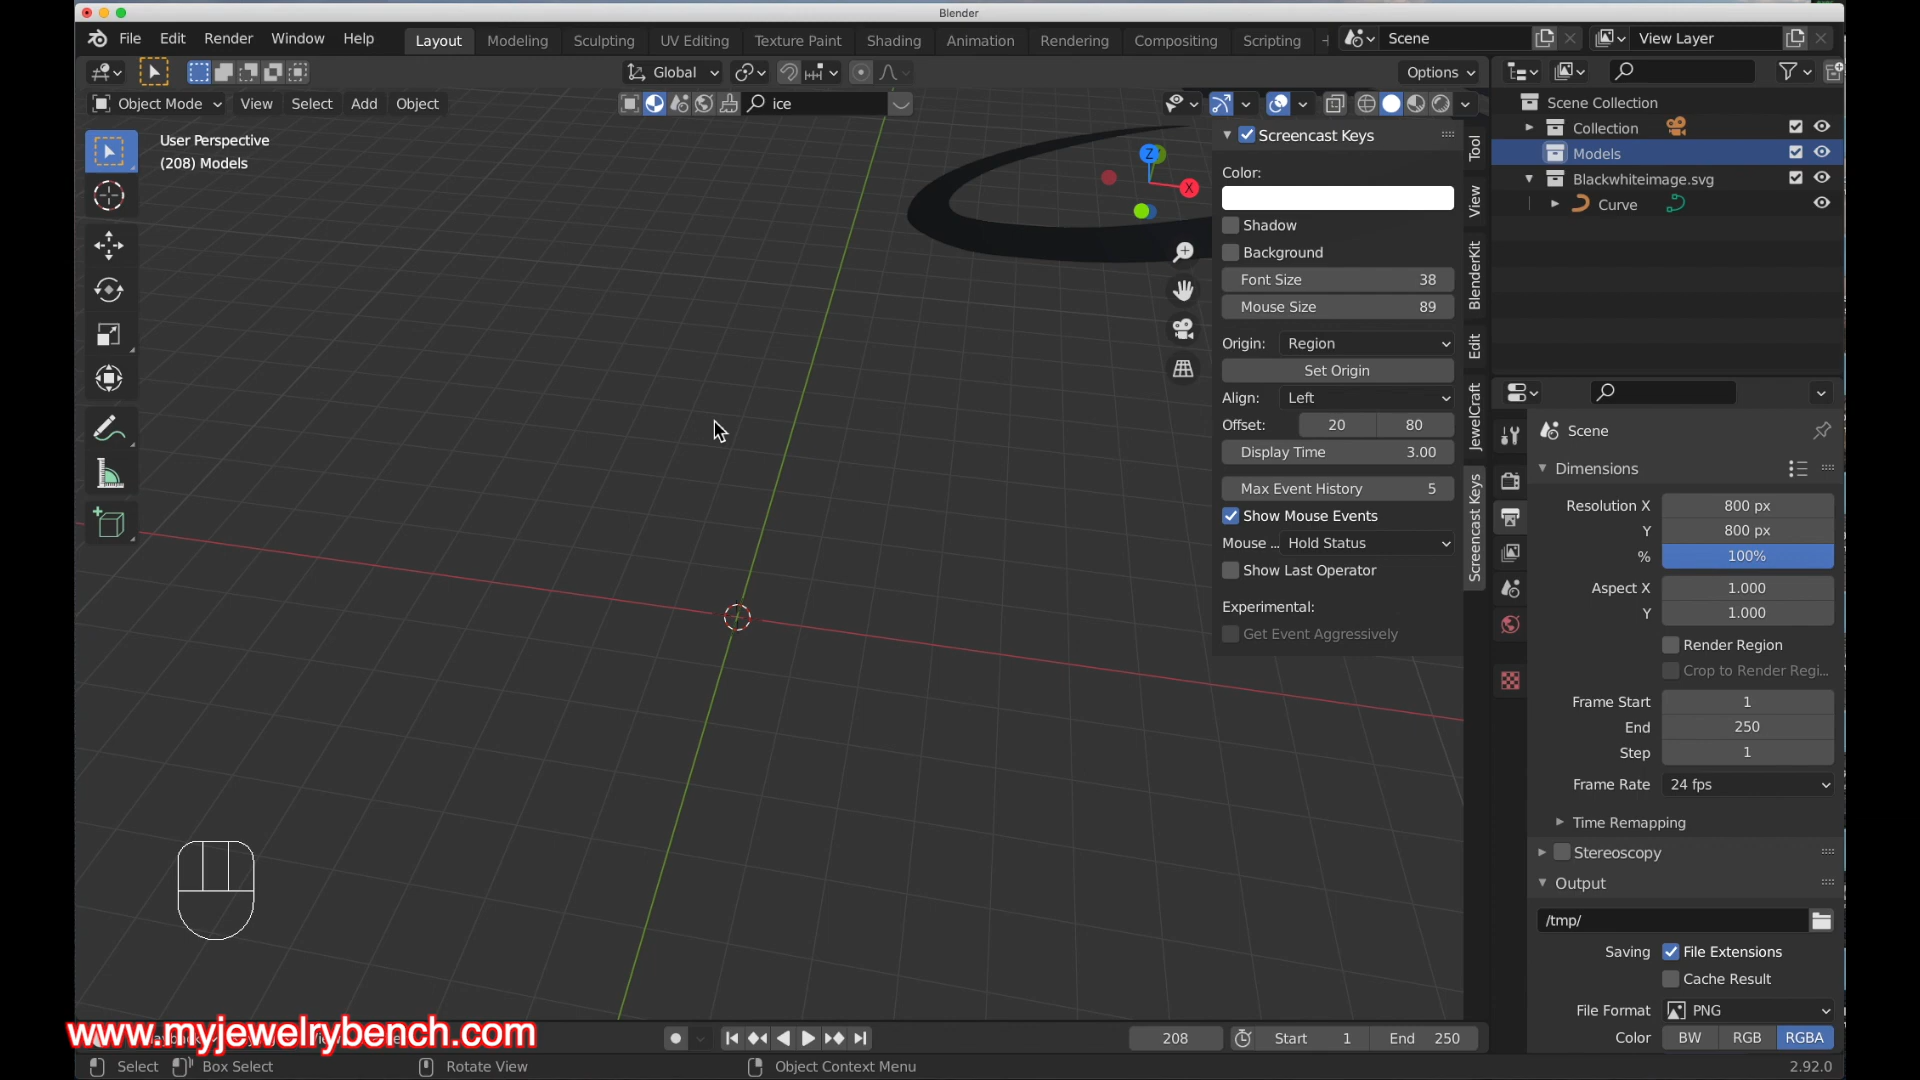 Blender
File Edit Render Window Help Layout Modeling Sculpting UV Editing Texture Paint Shading Animation Rendering Compositing Scripting Scene View Layer
Global Options
Object Mode View Select Add Object ice
User Perspective
(208) Models
Z
X
Screencast Keys
Color:
Shadow
Background
Font Size 38
Mouse Size 89
Origin: Region
Set Origin
Align: Left
Offset: 20 80
Display Time 3.00
Max Event History 5
Show Mouse Events
Mouse ... Hold Status
Show Last Operator
Experimental:
Get Event Aggressively
Tool
View
BlenderKit
Edit
JewelCraft
Screencast Keys
Scene Collection
Collection
Models
Blackwhiteimage.svg
Curve
Scene
Dimensions
Resolution X 800 px
Y 800 px
% 100%
Aspect X 1.000
Y 1.000
Render Region
Crop to Render Regi...
Frame Start 1
End 250
Step 1
Frame Rate 24 fps
Time Remapping
Stereoscopy
Output
/tmp/
Saving File Extensions
Cache Result
File Format PNG
Color BW RGB RGBA
www.myjewelrybench.com
208 Start 1 End 250
Select Box Select Rotate View Object Context Menu 2.92.0